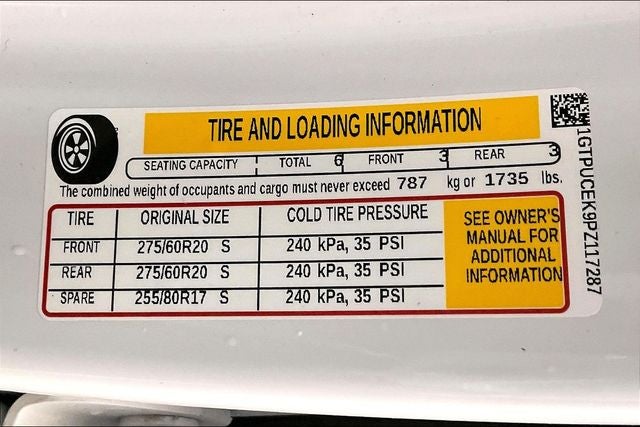 TIRE AND LOADING INFORMATION
SEATING CAPACITY TOTAL 6 FRONT 3 REAR 3
The combined weight of occupants and cargo must never exceed 787 kg or 1735 lbs.
TIRE ORIGINAL SIZE COLD TIRE PRESSURE
FRONT 275/60R20 S 240 kPa, 35 PSI
REAR 275/60R20 S 240 kPa, 35 PSI
SPARE 255/80R17 S 240 kPa, 35 PSI
SEE OWNER'S
MANUAL FOR
ADDITIONAL
INFORMATION
1GTPUCEK9PZ117287